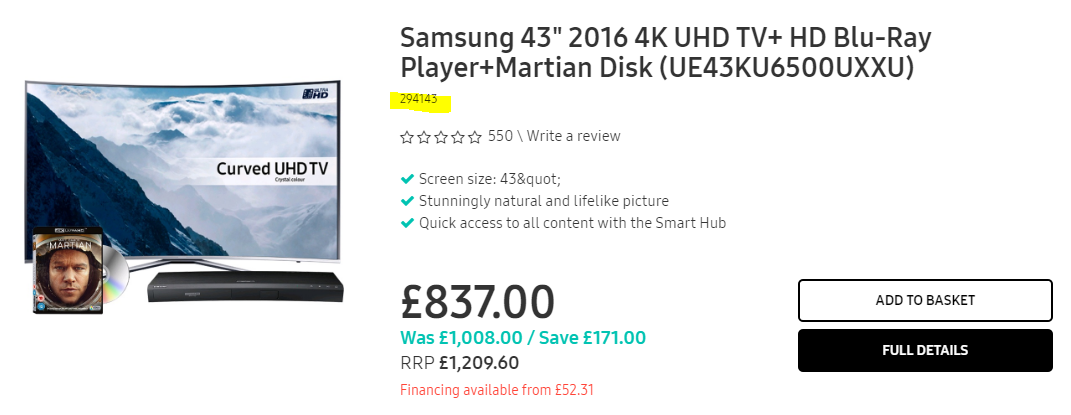 Samsung 43" 2016 4K UHD TV+ HD Blu-Ray
Player+Martian Disk (UE43KU6500UXXU)
294143
550 \ Write a review
Screen size: 43&quot;
Stunningly natural and lifelike picture
Quick access to all content with the Smart Hub
ULTRA
UHD
Curved UHD TV
Crystal colour
MARTIAN
£837.00
Was £1,008.00 / Save £171.00
RRP £1,209.60
Financing available from £52.31
ADD TO BASKET
FULL DETAILS